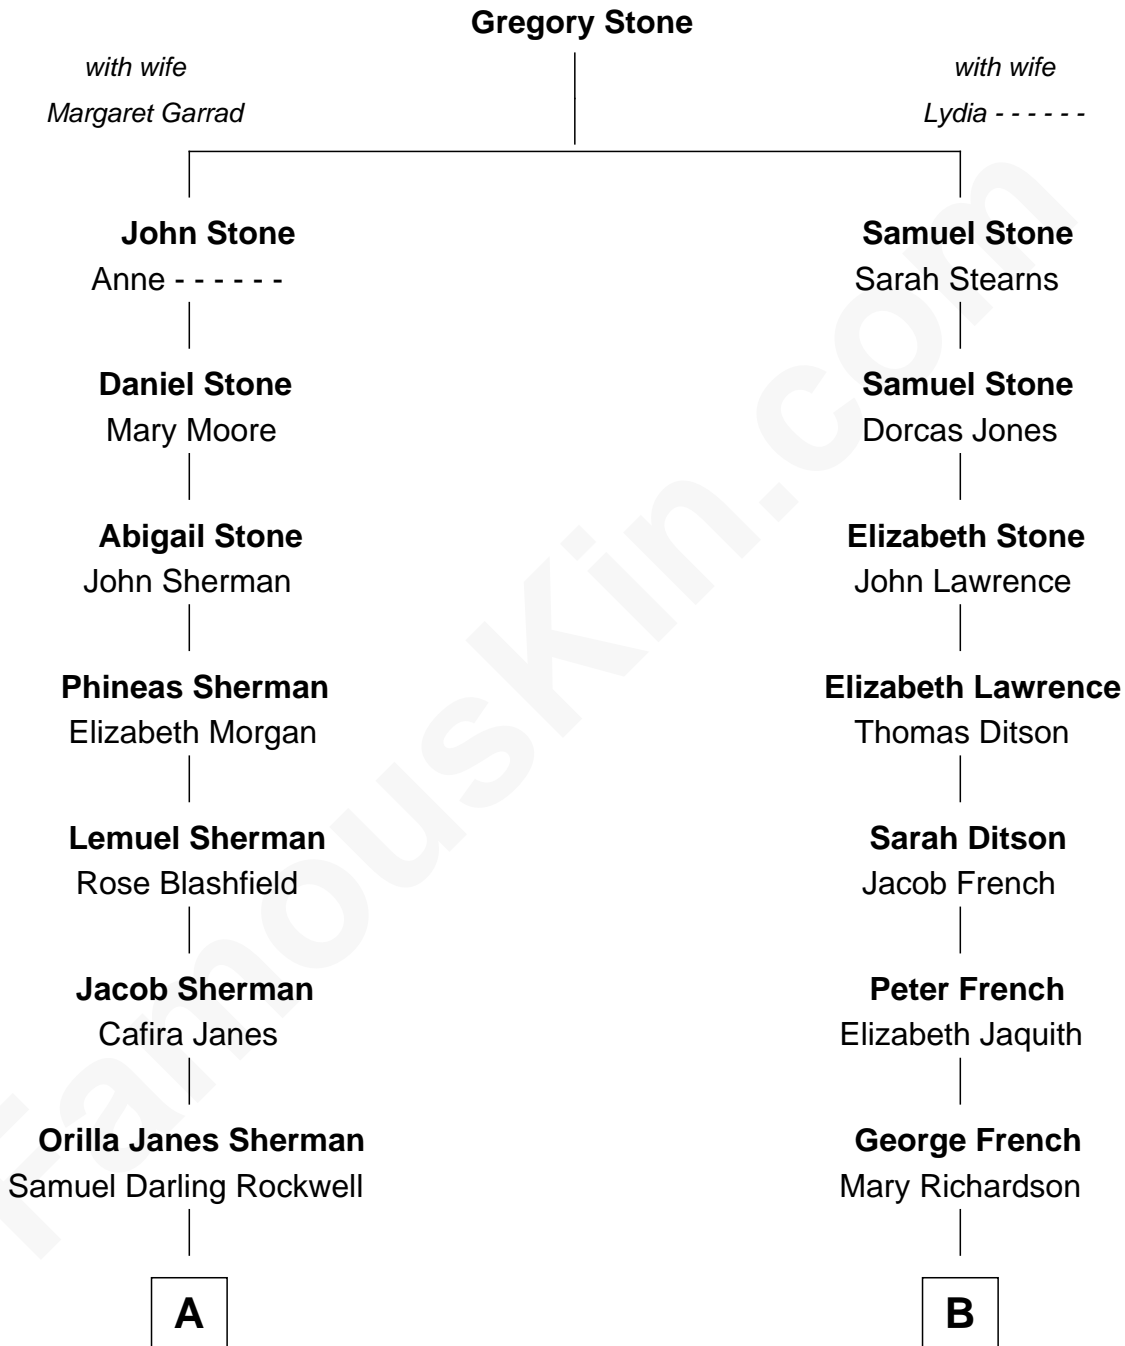 Gregory Stone
with wife
Margaret Garrad
with wife
Lydia - - - - - -
John Stone
Anne - - - - - -
Samuel Stone
Sarah Stearns
Daniel Stone
Mary Moore
Samuel Stone
Dorcas Jones
Abigail Stone
John Sherman
Elizabeth Stone
John Lawrence
Phineas Sherman
Elizabeth Morgan
Elizabeth Lawrence
Thomas Ditson
Lemuel Sherman
Rose Blashfield
Sarah Ditson
Jacob French
Jacob Sherman
Cafira Janes
Peter French
Elizabeth Jaquith
Orilla Janes Sherman
Samuel Darling Rockwell
George French
Mary Richardson
A
B
FamousKin.com